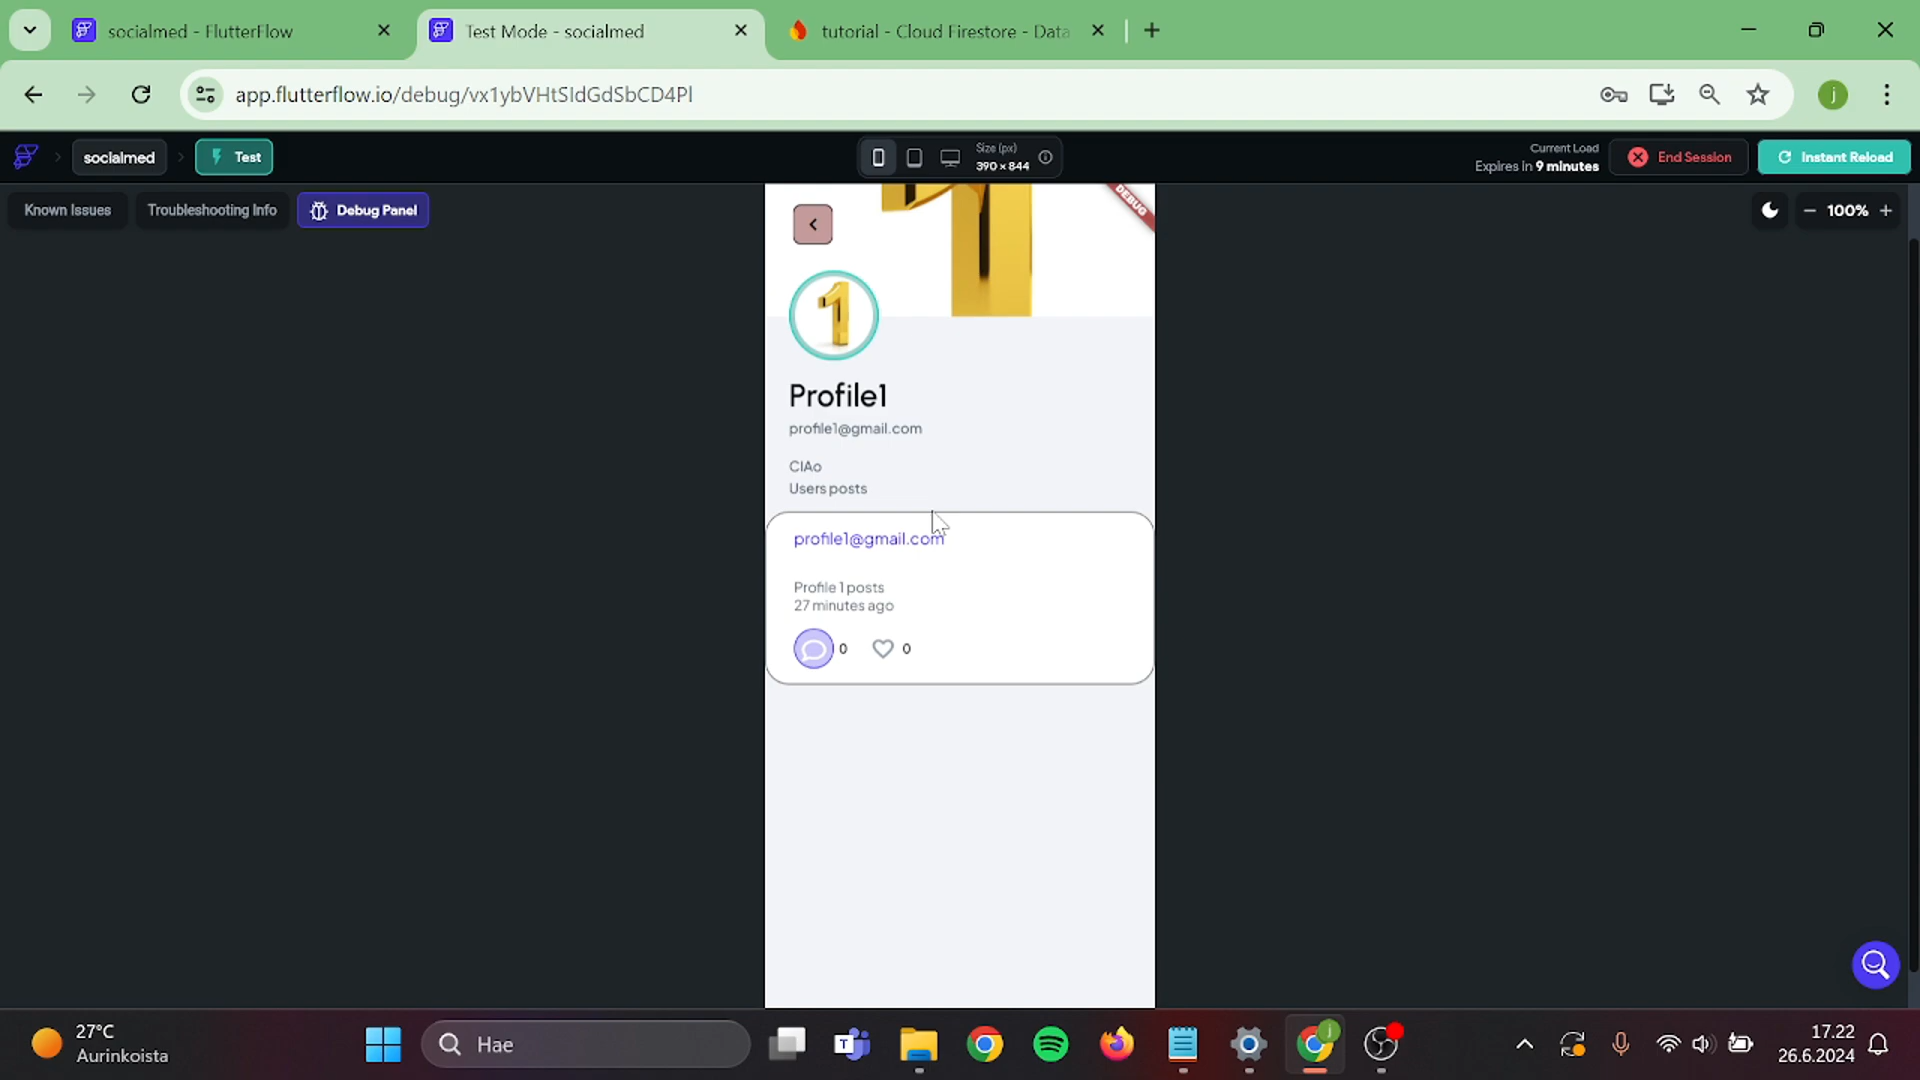 socialmed - FlutterFlow
Test Mode - socialmed
tutorial - Cloud Firestore - Data
app.flutterflow.io/debug/vx1ybVHtSIdGdSbCD4Pl
j
socialmed
Test
Size (px)
390 × 844
Current Load
Expires in 9 minutes
End Session
Instant Reload
Known Issues
Troubleshooting Info
Debug Panel
100%
DEBUG
1
1
Profile1
profile1@gmail.com
CIAo
Users posts
profile1@gmail.com
Profile 1 posts
27 minutes ago
0
0
27°C
Aurinkoista
Hae
T
j
17.22
26.6.2024